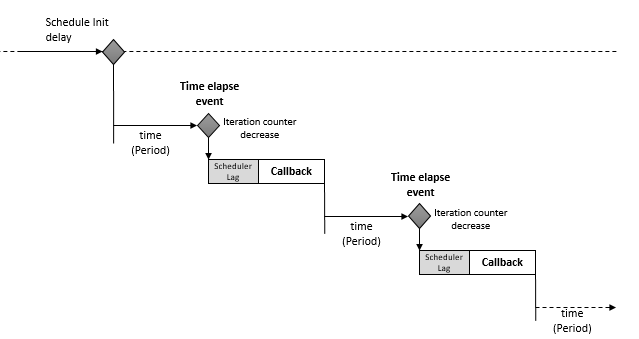 Schedule Init
delay
Time elapse
event
Iteration counter
decrease
time
(Period)
Scheduler
Lag
Callback
Time elapse
event
Iteration counter
decrease
time
(Period)
Scheduler
Lag
Callback
time
(Period)